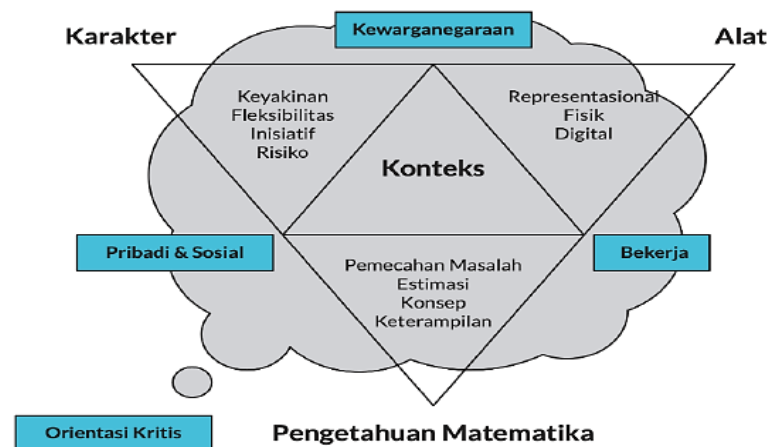 Kewarganegaraan
Karakter
Alat
Keyakinan
Fleksibilitas
Inisiatif
Risiko
Representasional
Fisik
Digital
Konteks
Pribadi & Sosial
Bekerja
Pemecahan Masalah
Estimasi
Konsep
Keterampilan
Orientasi Kritis
Pengetahuan Matematika